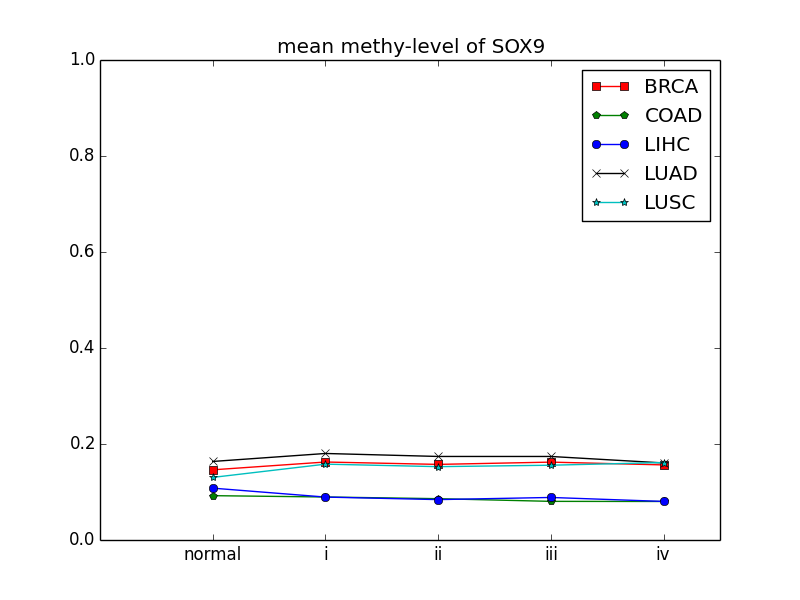 mean methy-level of SOX9
1.0
0.8
0.6
0.4
0.2
0.0
BRCA
COAD
LIHC
LUAD
LUSC
normal i ii iii iv